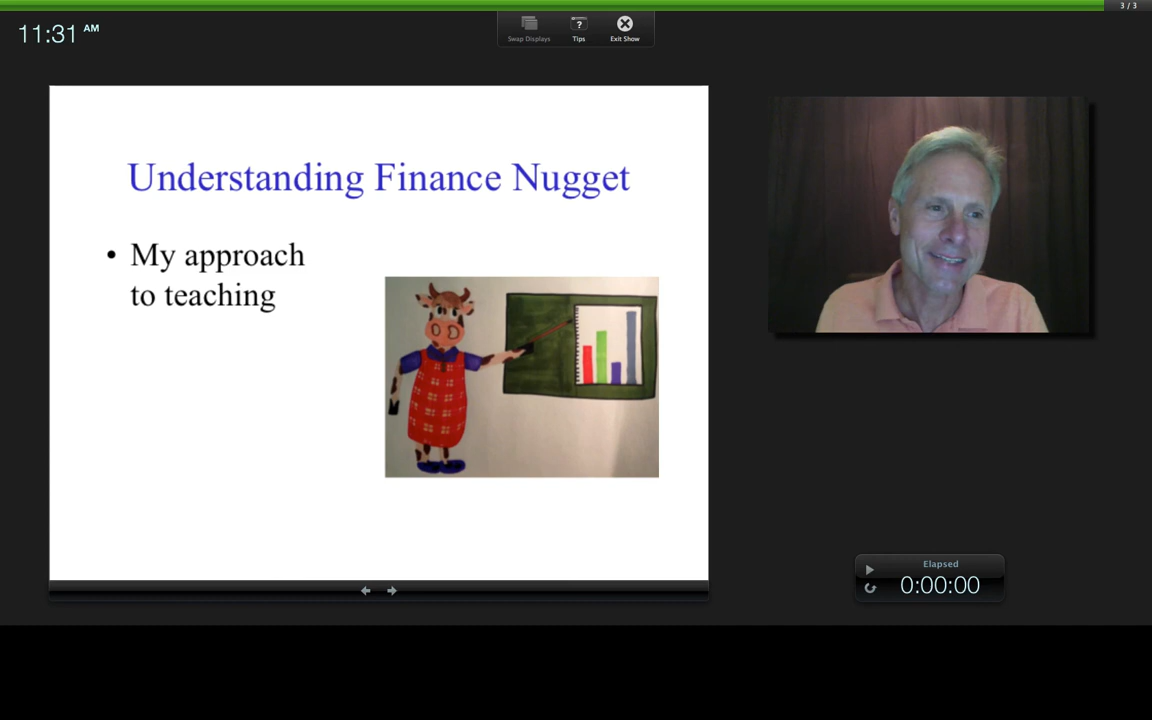 3 / 3
11:31 AM
Swap Displays
Tips
Exit Show
Understanding Finance Nugget
• My approach
to teaching
Elapsed
0:00:00